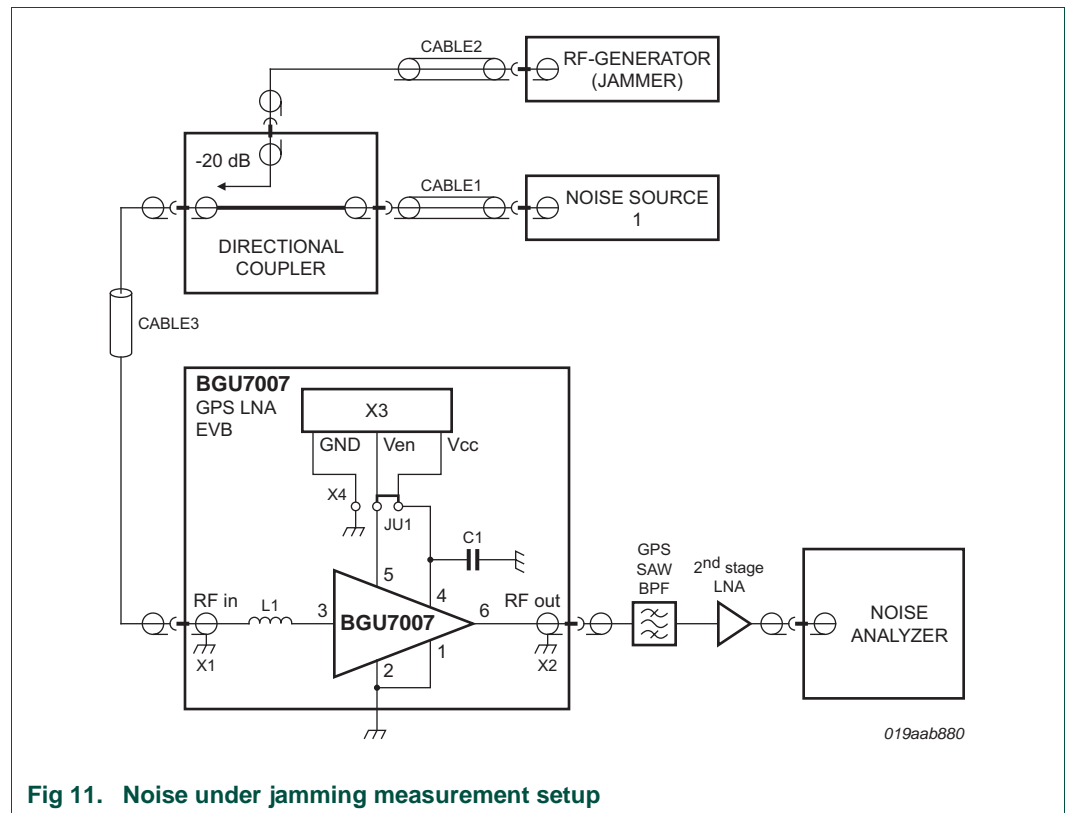 CABLE2
RF-GENERATOR
(JAMMER)
-20 dB
CABLE1
NOISE SOURCE
1
DIRECTIONAL
COUPLER
CABLE3
BGU7007
GPS LNA
EVB
X3
GND
Ven
Vcc
X4
JU1
C1
5
4
RF in
L1
3
BGU7007
6
RF out
X1
2
1
X2
GPS
SAW
BPF
2nd stage
LNA
NOISE
ANALYZER
019aab880
Fig 11. Noise under jamming measurement setup